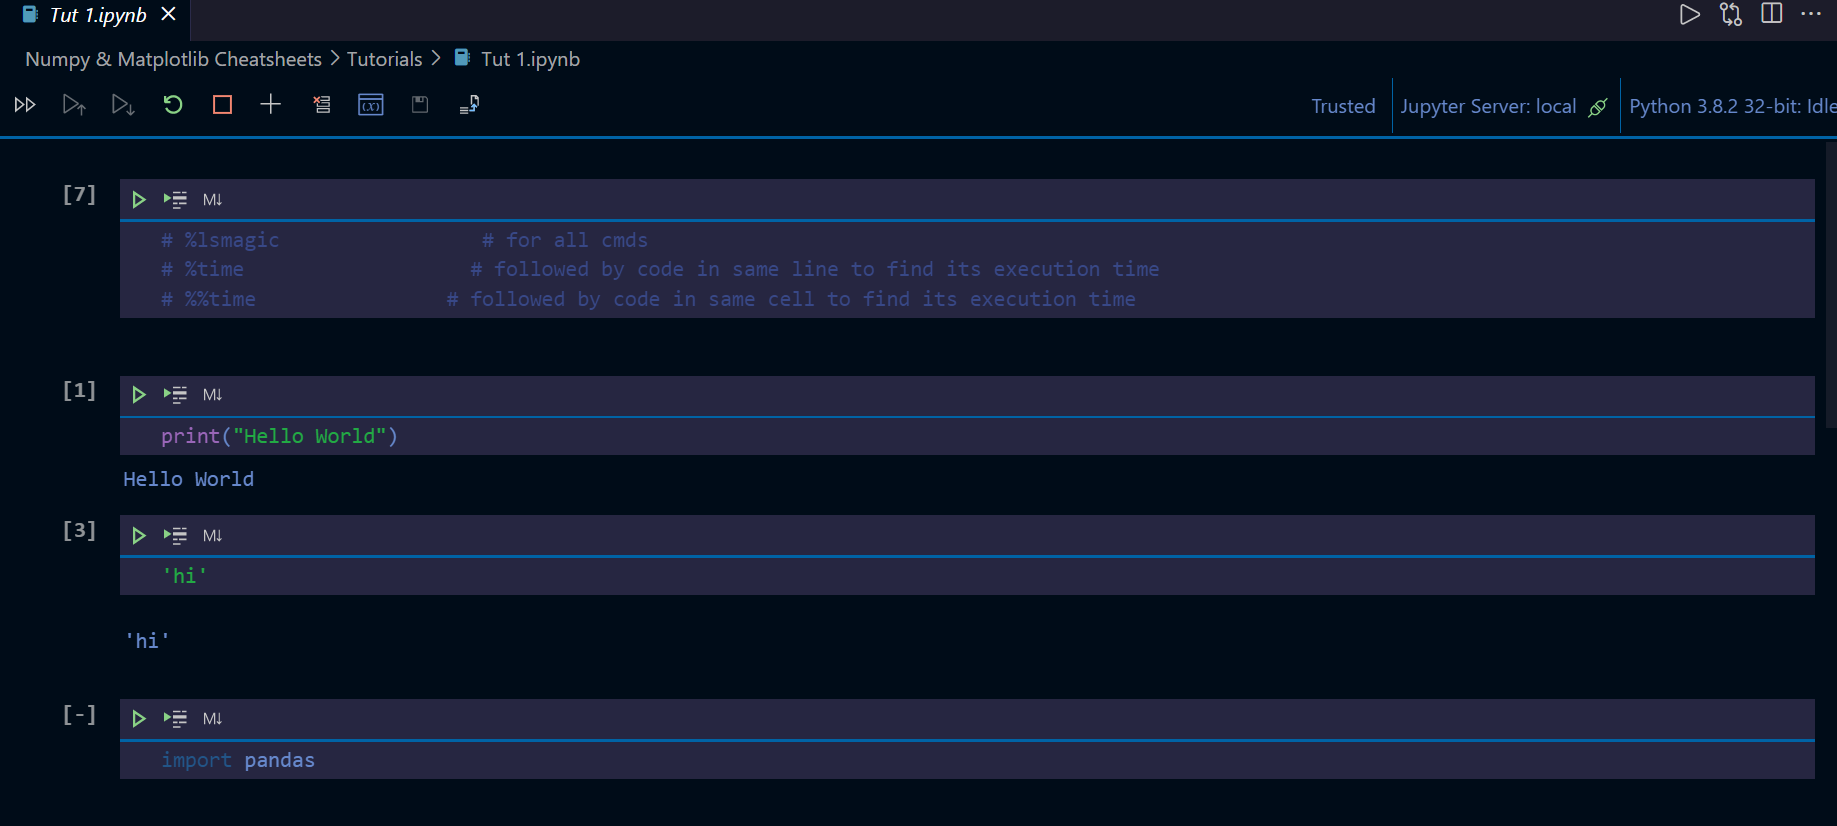 Tut 1.ipynb
Numpy & Matplotlib Cheatsheets > Tutorials > Tut 1.ipynb
(x)
Trusted Jupyter Server: local Python 3.8.2 32-bit: Idle
[7] M↓
# %lsmagic # for all cmds
# %time # followed by code in same line to find its execution time
# %%time # followed by code in same cell to find its execution time
[1] M↓
print("Hello World")
Hello World
[3] M↓
'hi'
'hi'
[-] M↓
import pandas